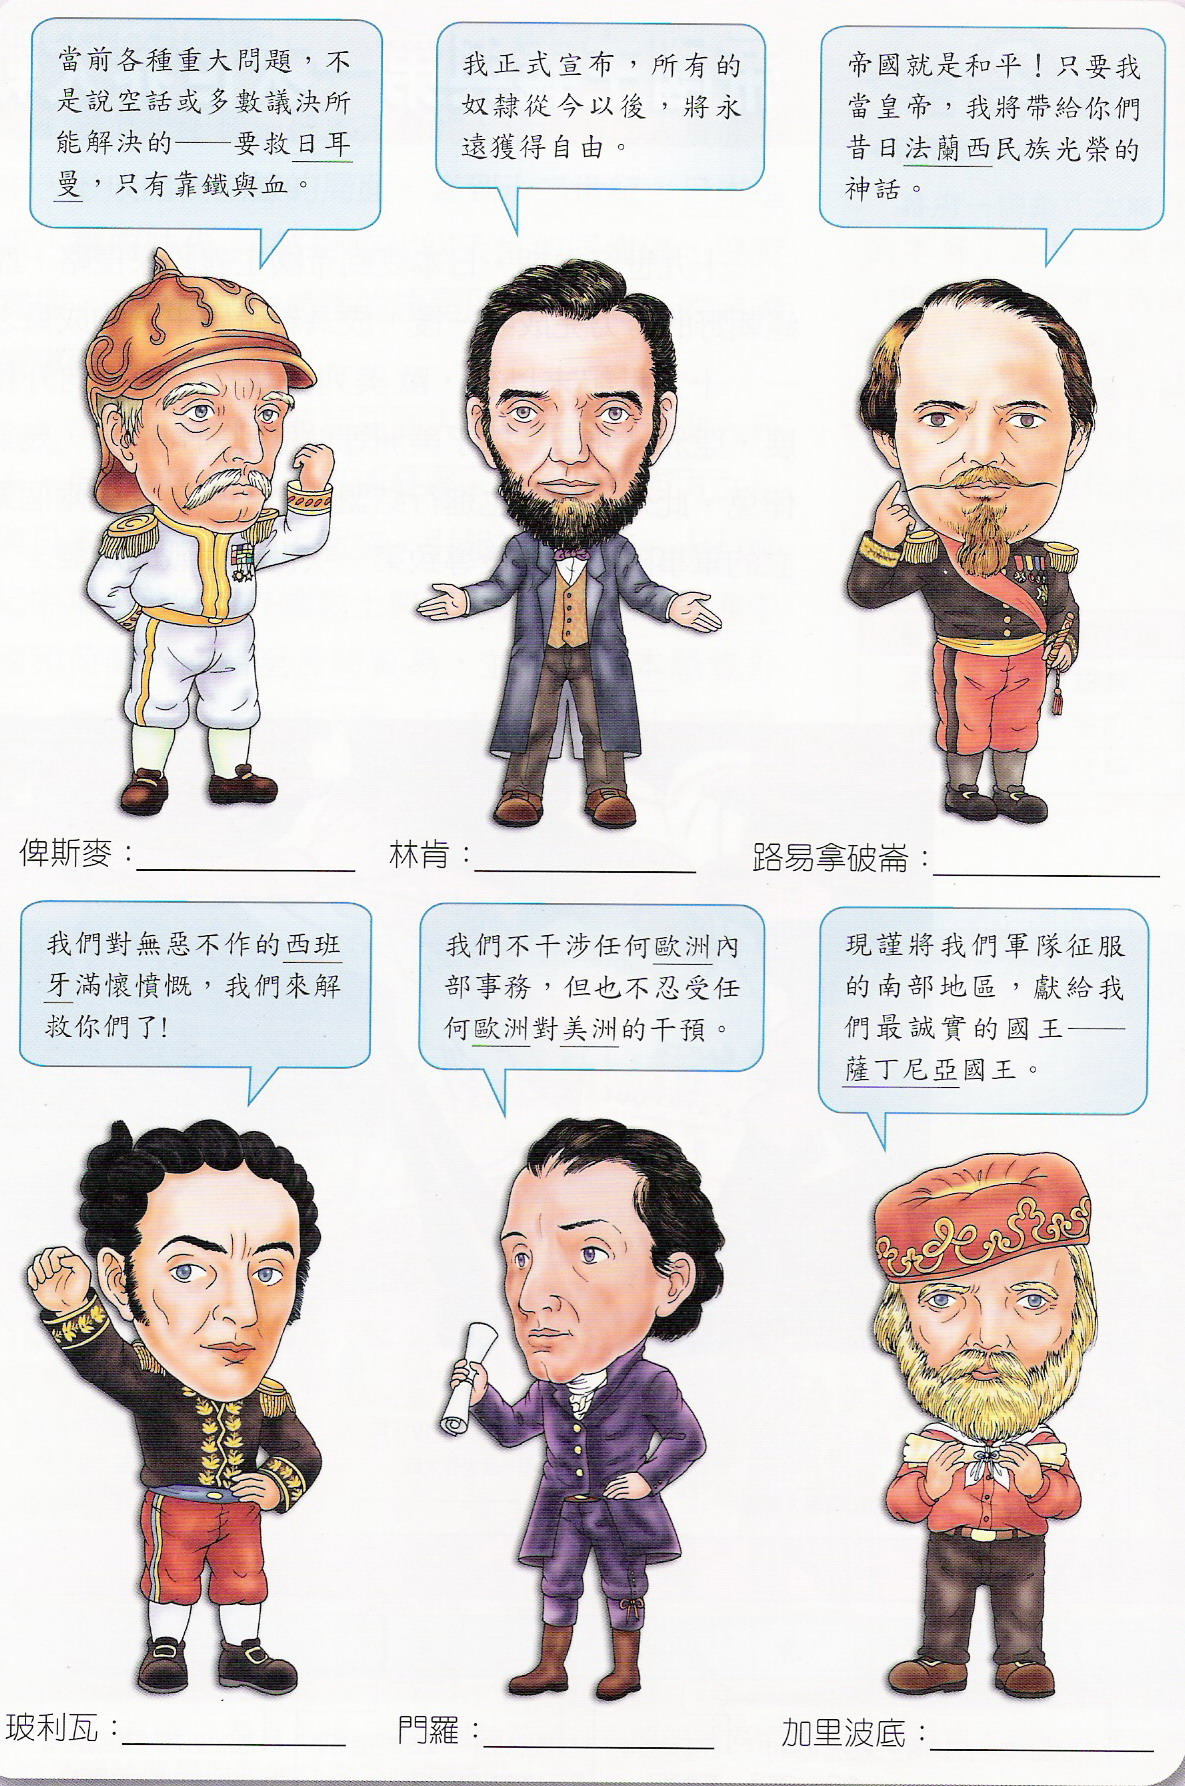 當前各種重大問題，不
是說空話或多數議決所
能解決的——要救日耳
曼，只有靠鐵與血。
我正式宣布，所有的
奴隸從今以後，將永
遠獲得自由。
帝國就是和平！只要我
當皇帝，我將帶給你們
昔日法蘭西民族光榮的
神話。
俾斯麥：
林肯：
路易拿破崙：
我們對無惡不作的西班
牙滿懷憤慨，我們來解
救你們了!
我們不干涉任何歐洲內
部事務，但也不忍受任
何歐洲對美洲的干預。
現謹將我們軍隊征服
的南部地區，獻給我
們最誠實的國王——
薩丁尼亞國王。
玻利瓦：
門羅：
加里波底：